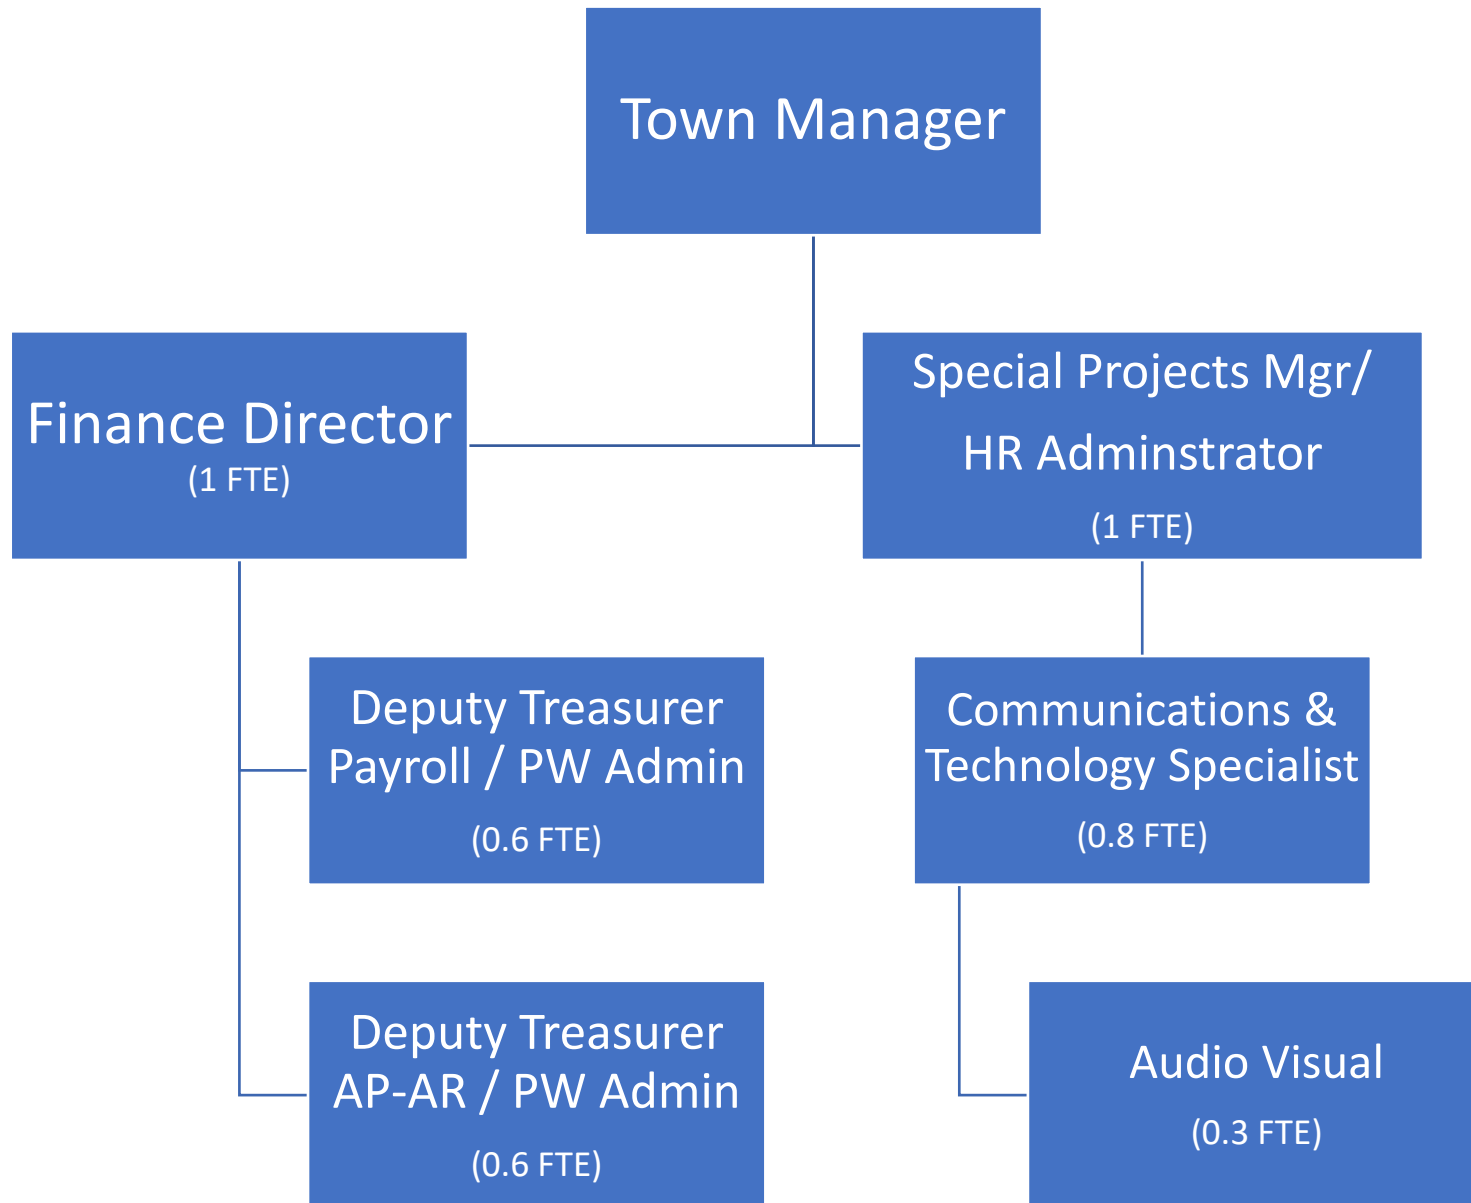 Town Manager
Finance Director
(1 FTE)
Special Projects Mgr/
HR Adminstrator
(1 FTE)
Deputy Treasurer
Payroll / PW Admin
(0.6 FTE)
Communications &
Technology Specialist
(0.8 FTE)
Deputy Treasurer
AP-AR / PW Admin
(0.6 FTE)
Audio Visual
(0.3 FTE)